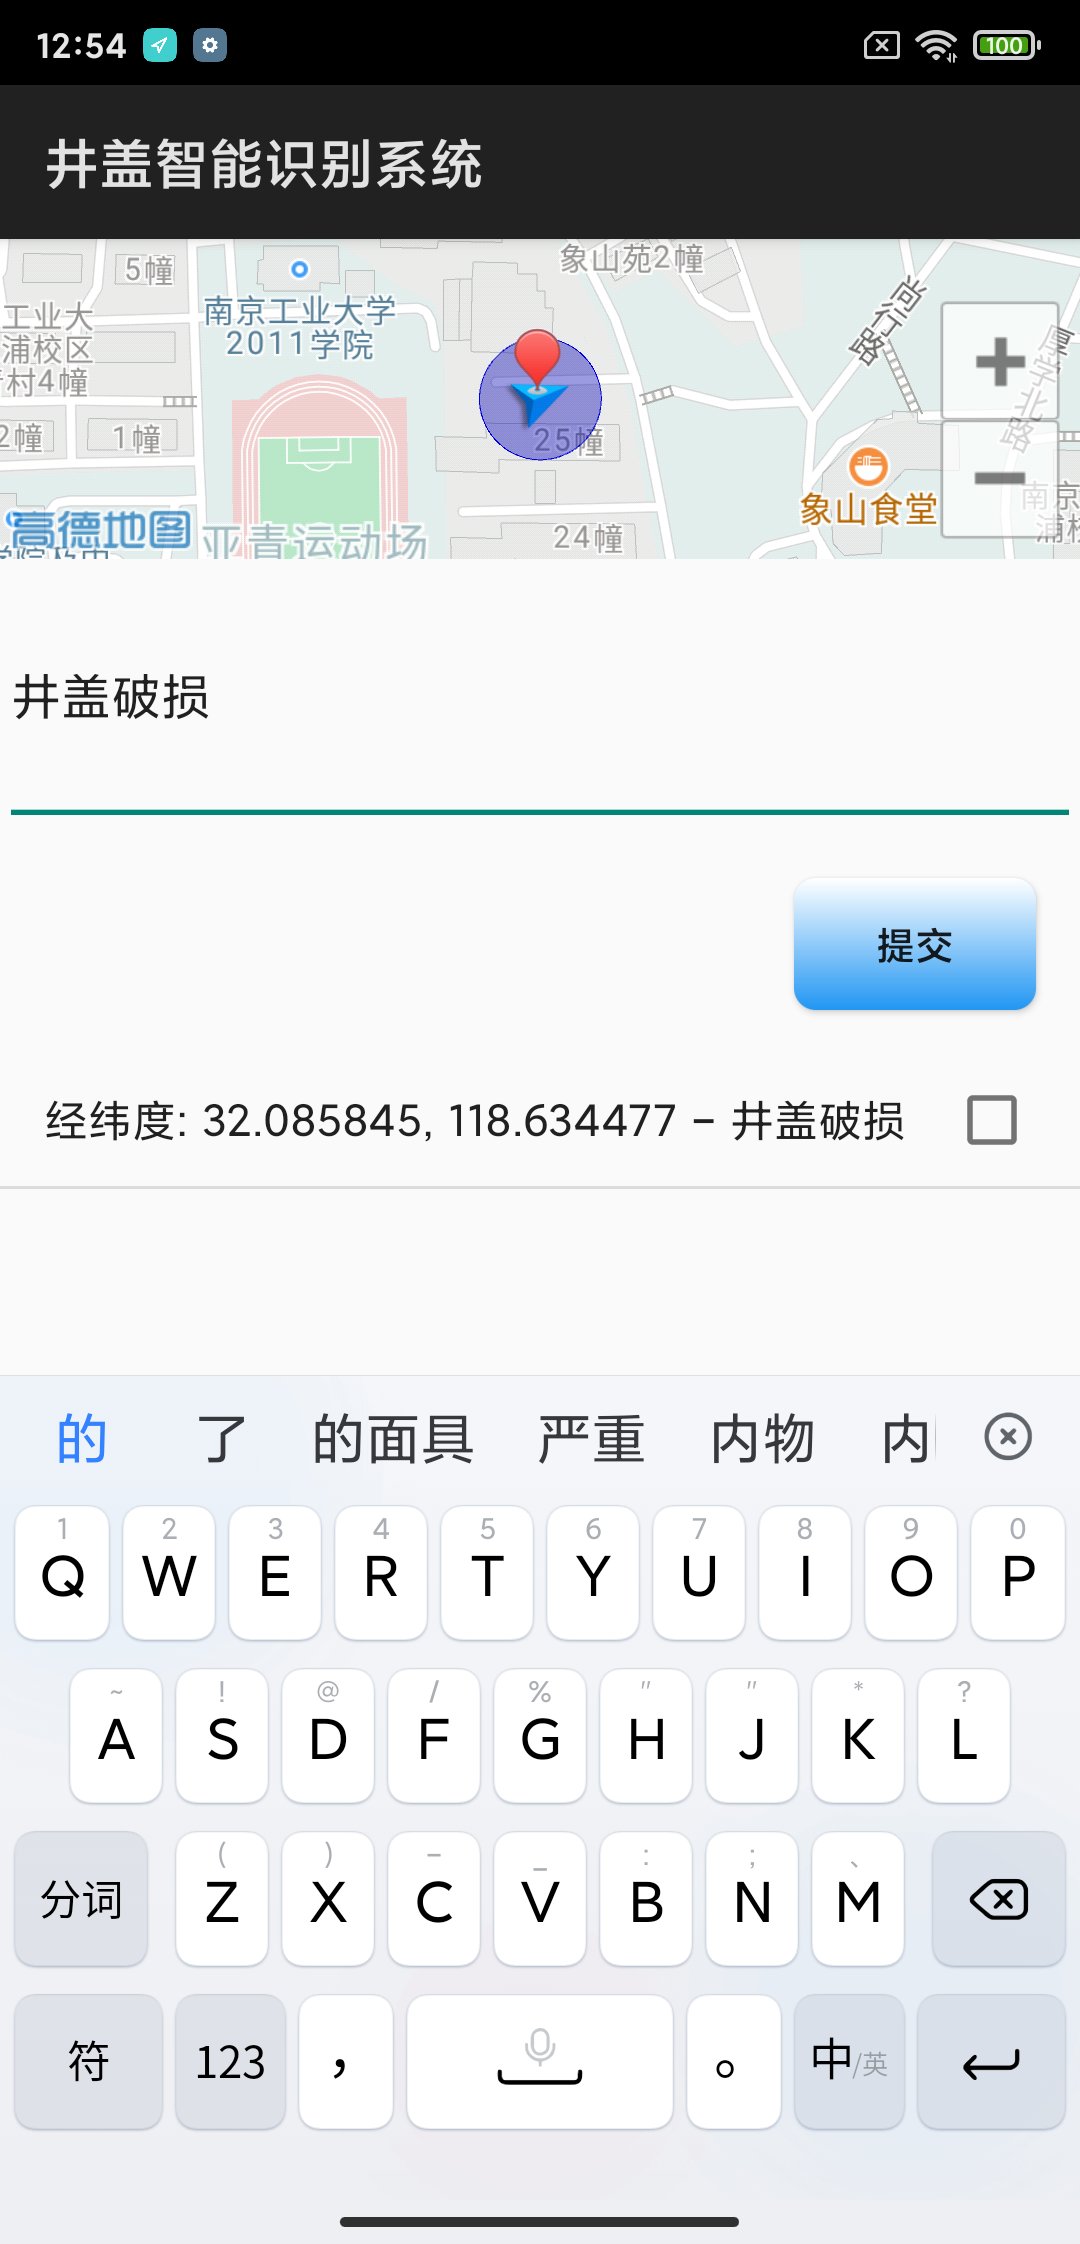 12:54
100
井盖智能识别系统
5幢
象山苑2幢
工业大
浦校区
村4幢
南京工业大学
2011学院
尚行路
厚学北路
2幢
1幢
25幢
象山食堂
南京
高德地图
亚青运动场
24幢
井盖破损
提交
经纬度: 32.085845, 118.634477 - 井盖破损
的 了 的面具 严重 内物 内
1 2 3 4 5 6 7 8 9 0
Q W E R T Y U I O P
~ ! @ / % " " * ?
A S D F G H J K L
( ) - _ : ; 、
分词 Z X C V B N M
符 123 , 。 中/英